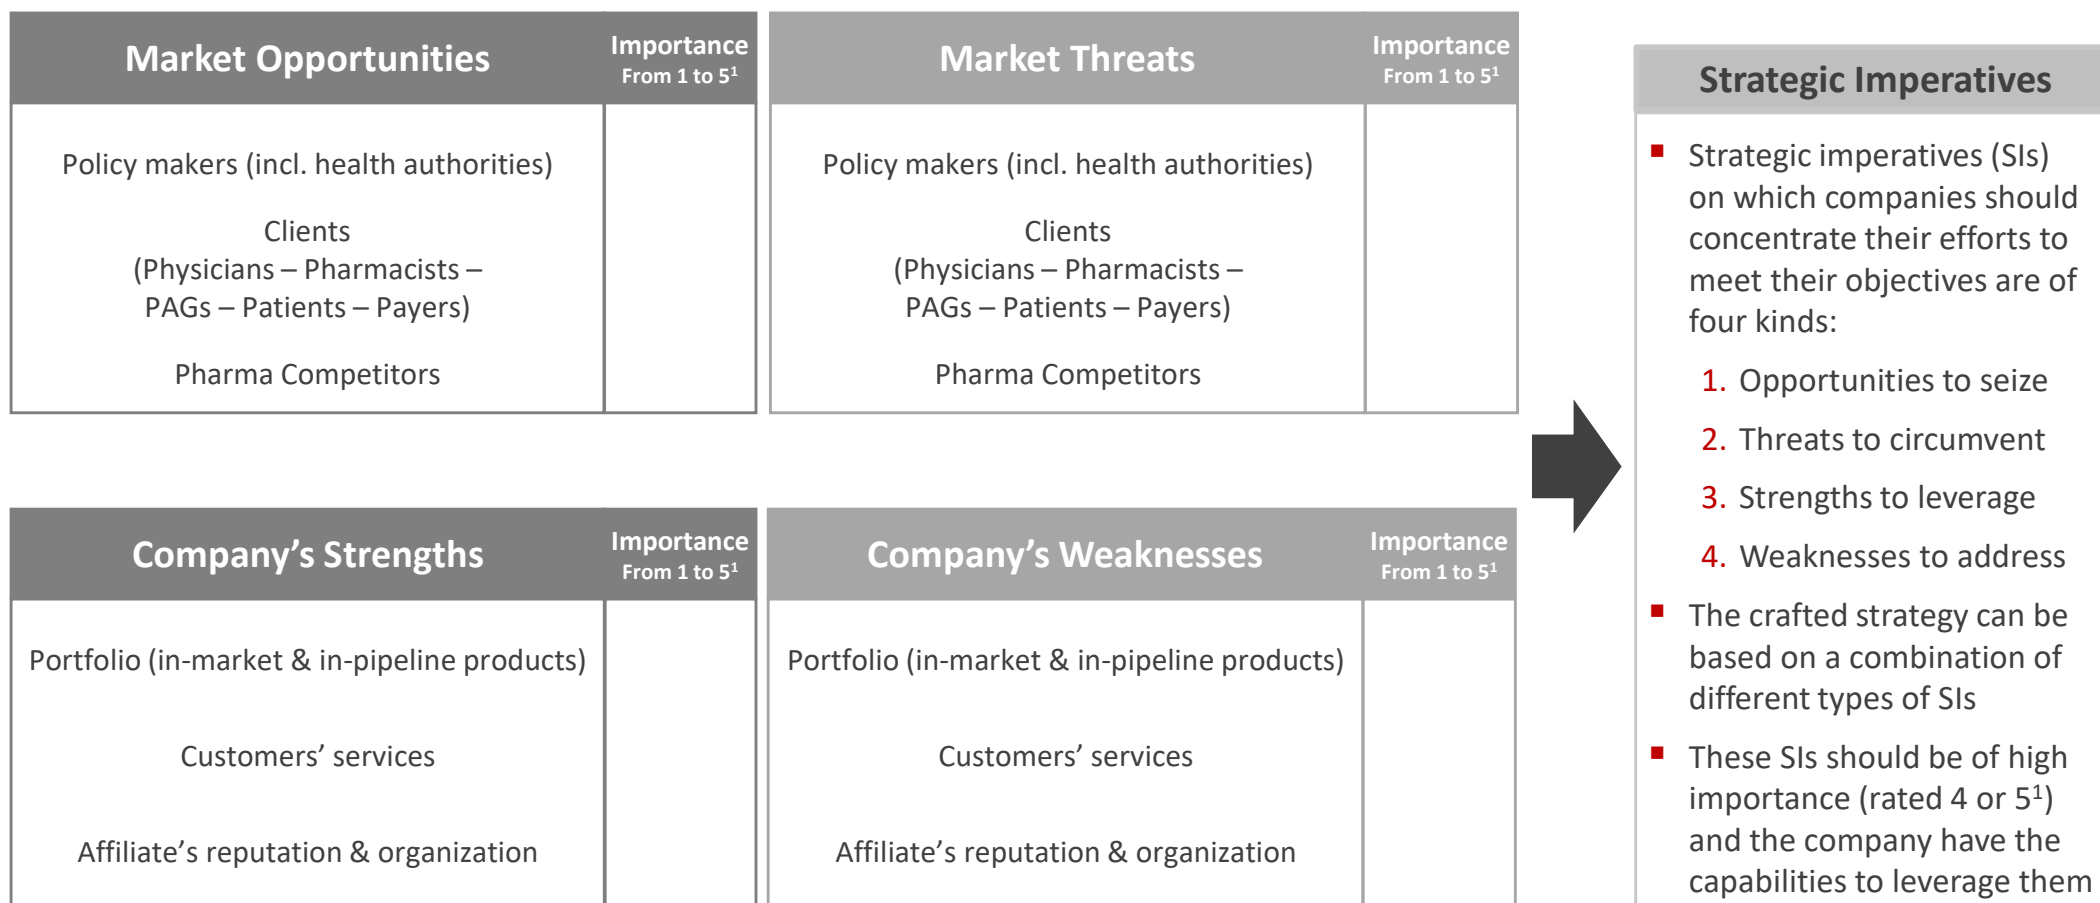 Market Opportunities
Importance
From 1 to 5¹
Policy makers (incl. health authorities)
Clients
(Physicians – Pharmacists –
PAGs – Patients – Payers)
Pharma Competitors
Market Threats
Importance
From 1 to 5¹
Policy makers (incl. health authorities)
Clients
(Physicians – Pharmacists –
PAGs – Patients – Payers)
Pharma Competitors
Company’s Strengths
Importance
From 1 to 5¹
Portfolio (in-market & in-pipeline products)
Customers’ services
Affiliate’s reputation & organization
Company’s Weaknesses
Importance
From 1 to 5¹
Portfolio (in-market & in-pipeline products)
Customers’ services
Affiliate’s reputation & organization
Strategic Imperatives
▪ Strategic imperatives (SIs)
on which companies should
concentrate their efforts to
meet their objectives are of
four kinds:
1. Opportunities to seize
2. Threats to circumvent
3. Strengths to leverage
4. Weaknesses to address
▪ The crafted strategy can be
based on a combination of
different types of SIs
▪ These SIs should be of high
importance (rated 4 or 5¹)
and the company have the
capabilities to leverage them